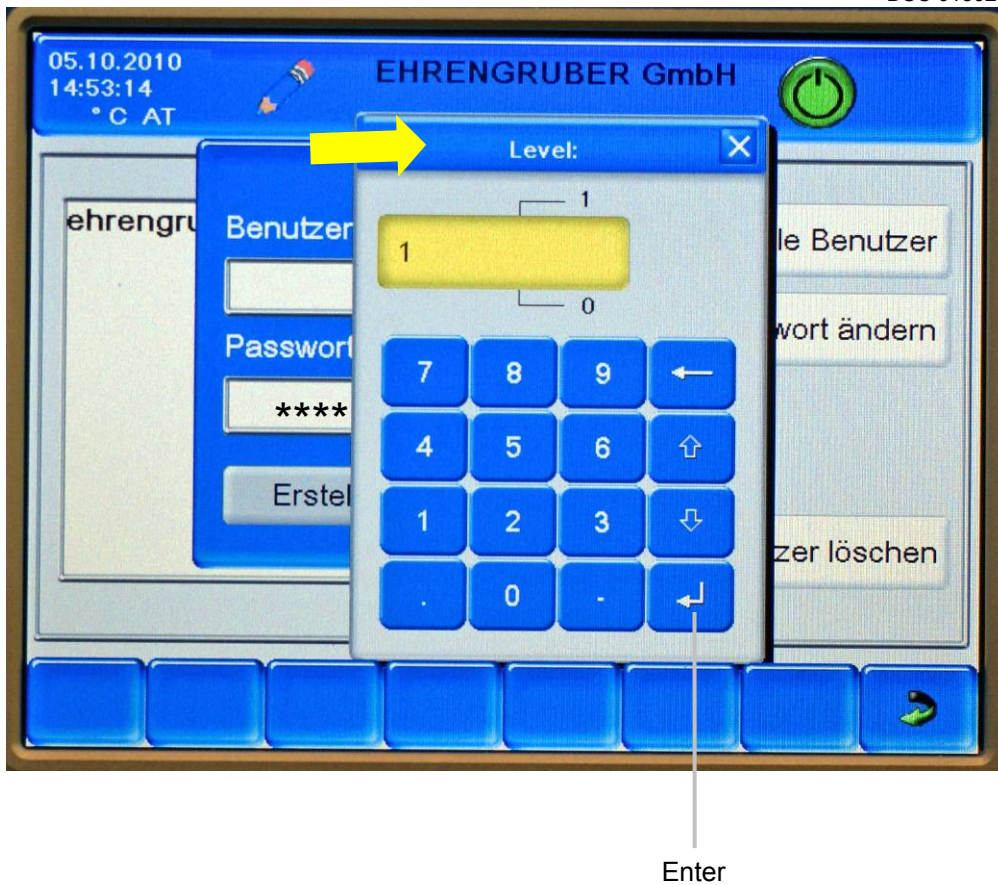 05.10.2010
14:53:14
°C AT
EHRENGRUBER GmbH
Level:
1
1
0
ehrengru
Benutzer
Passwort
****
Erstel
le Benutzer
wort ändern
zer löschen
7 8 9
4 5 6
1 2 3
. 0 -
Enter